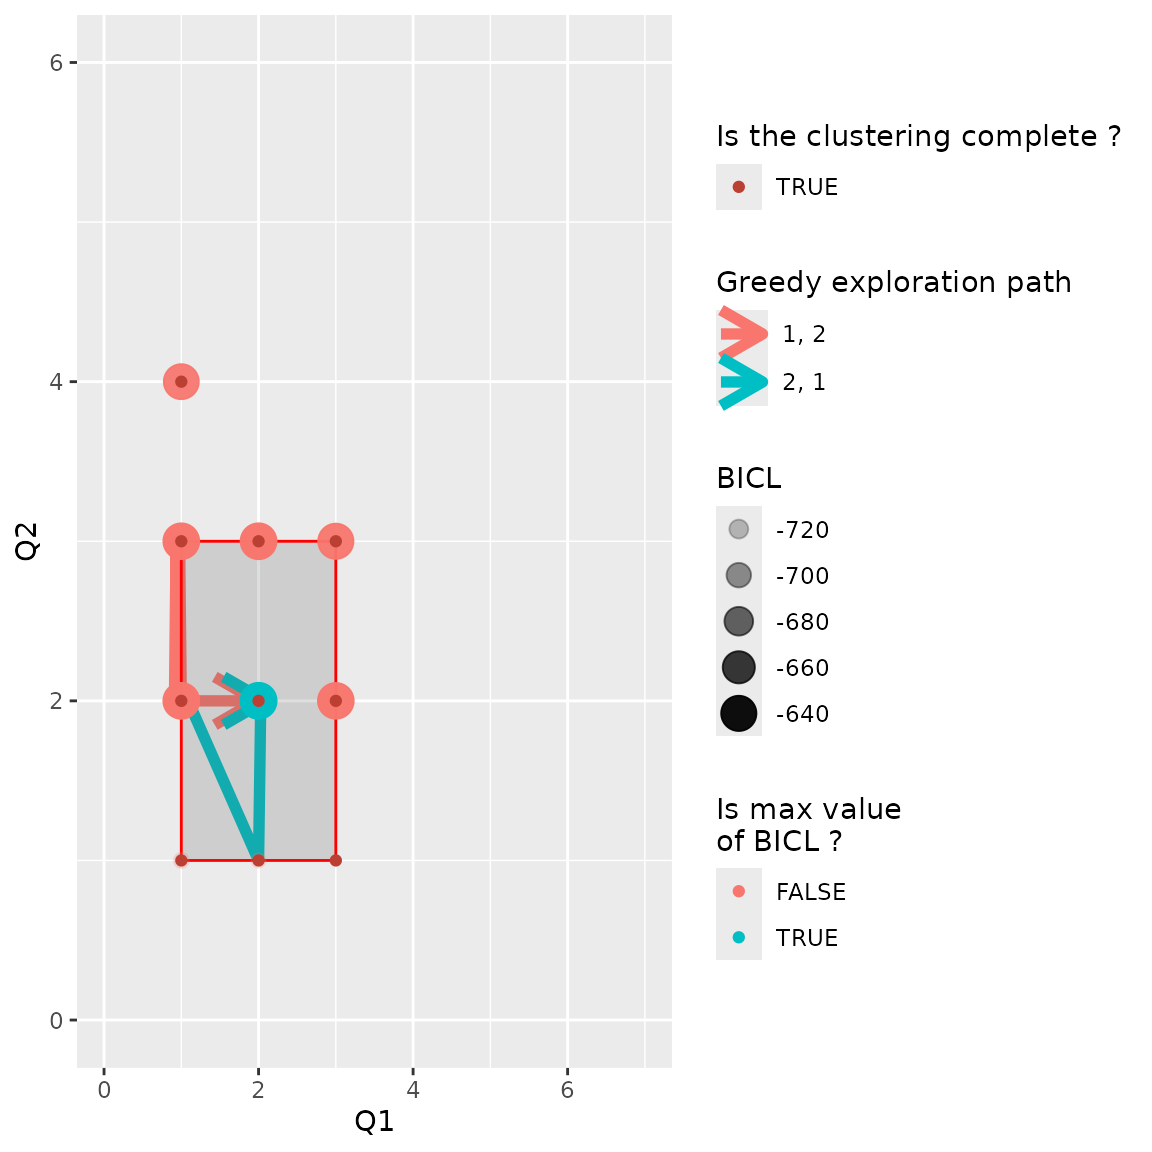 6
4
2
0
Q2
0
2
4
6
Q1
Is the clustering complete ?
TRUE
Greedy exploration path
1, 2
2, 1
BICL
-720
-700
-680
-660
-640
Is max value
of BICL ?
FALSE
TRUE